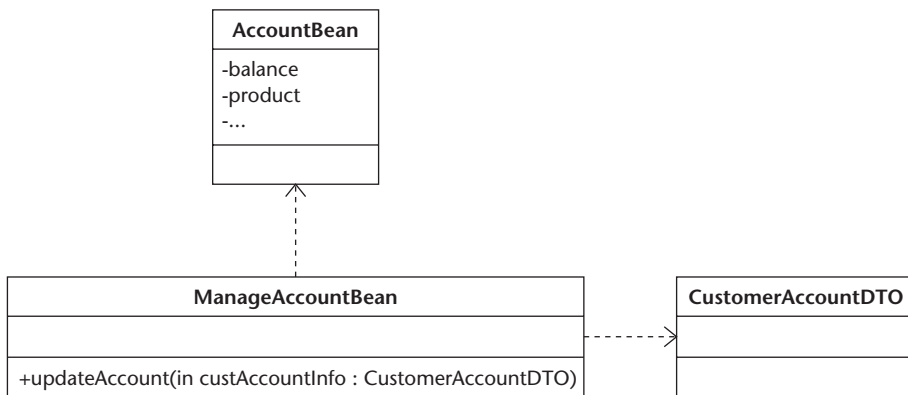 AccountBean
-balance
-product
-...
ManageAccountBean
+updateAccount(in custAccountInfo : CustomerAccountDTO)
CustomerAccountDTO